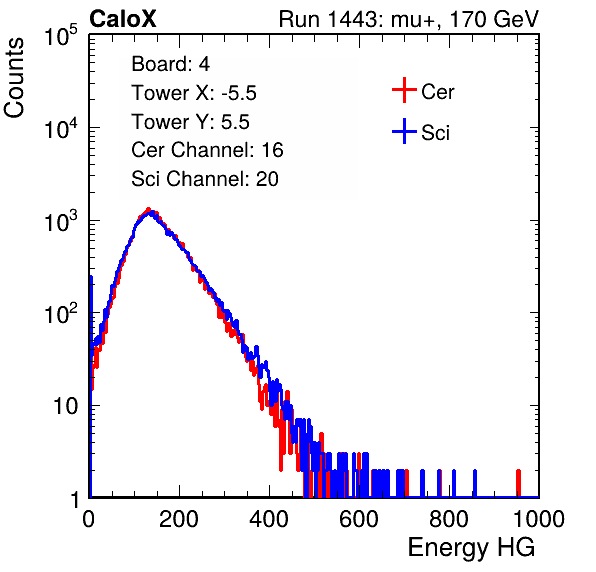 CaloX Run 1443: mu+, 170 GeV
Counts
10^5
10^4
10^3
10^2
10
1
Board: 4
Tower X: -5.5
Tower Y: 5.5
Cer Channel: 16
Sci Channel: 20
Cer
Sci
0 200 400 600 800 1000
Energy HG